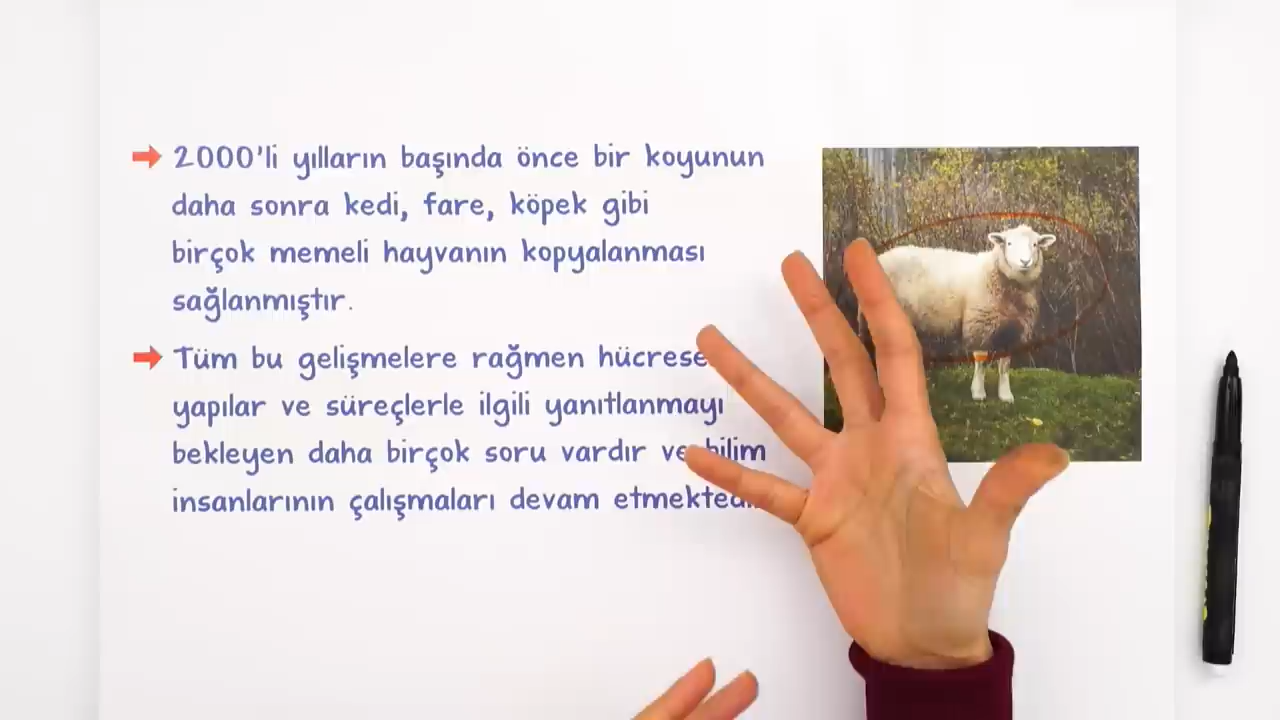 2000'li yılların başında önce bir koyunun
daha sonra kedi, fare, köpek gibi
birçok memeli hayvanın kopyalanması
sağlanmıştır.
Tüm bu gelişmelere rağmen
yapılar ve süreçlerle ilgili yanıtlanmayı
bekleyen daha birçok soru vardır ve bilim
insanlarının çalışmaları devam